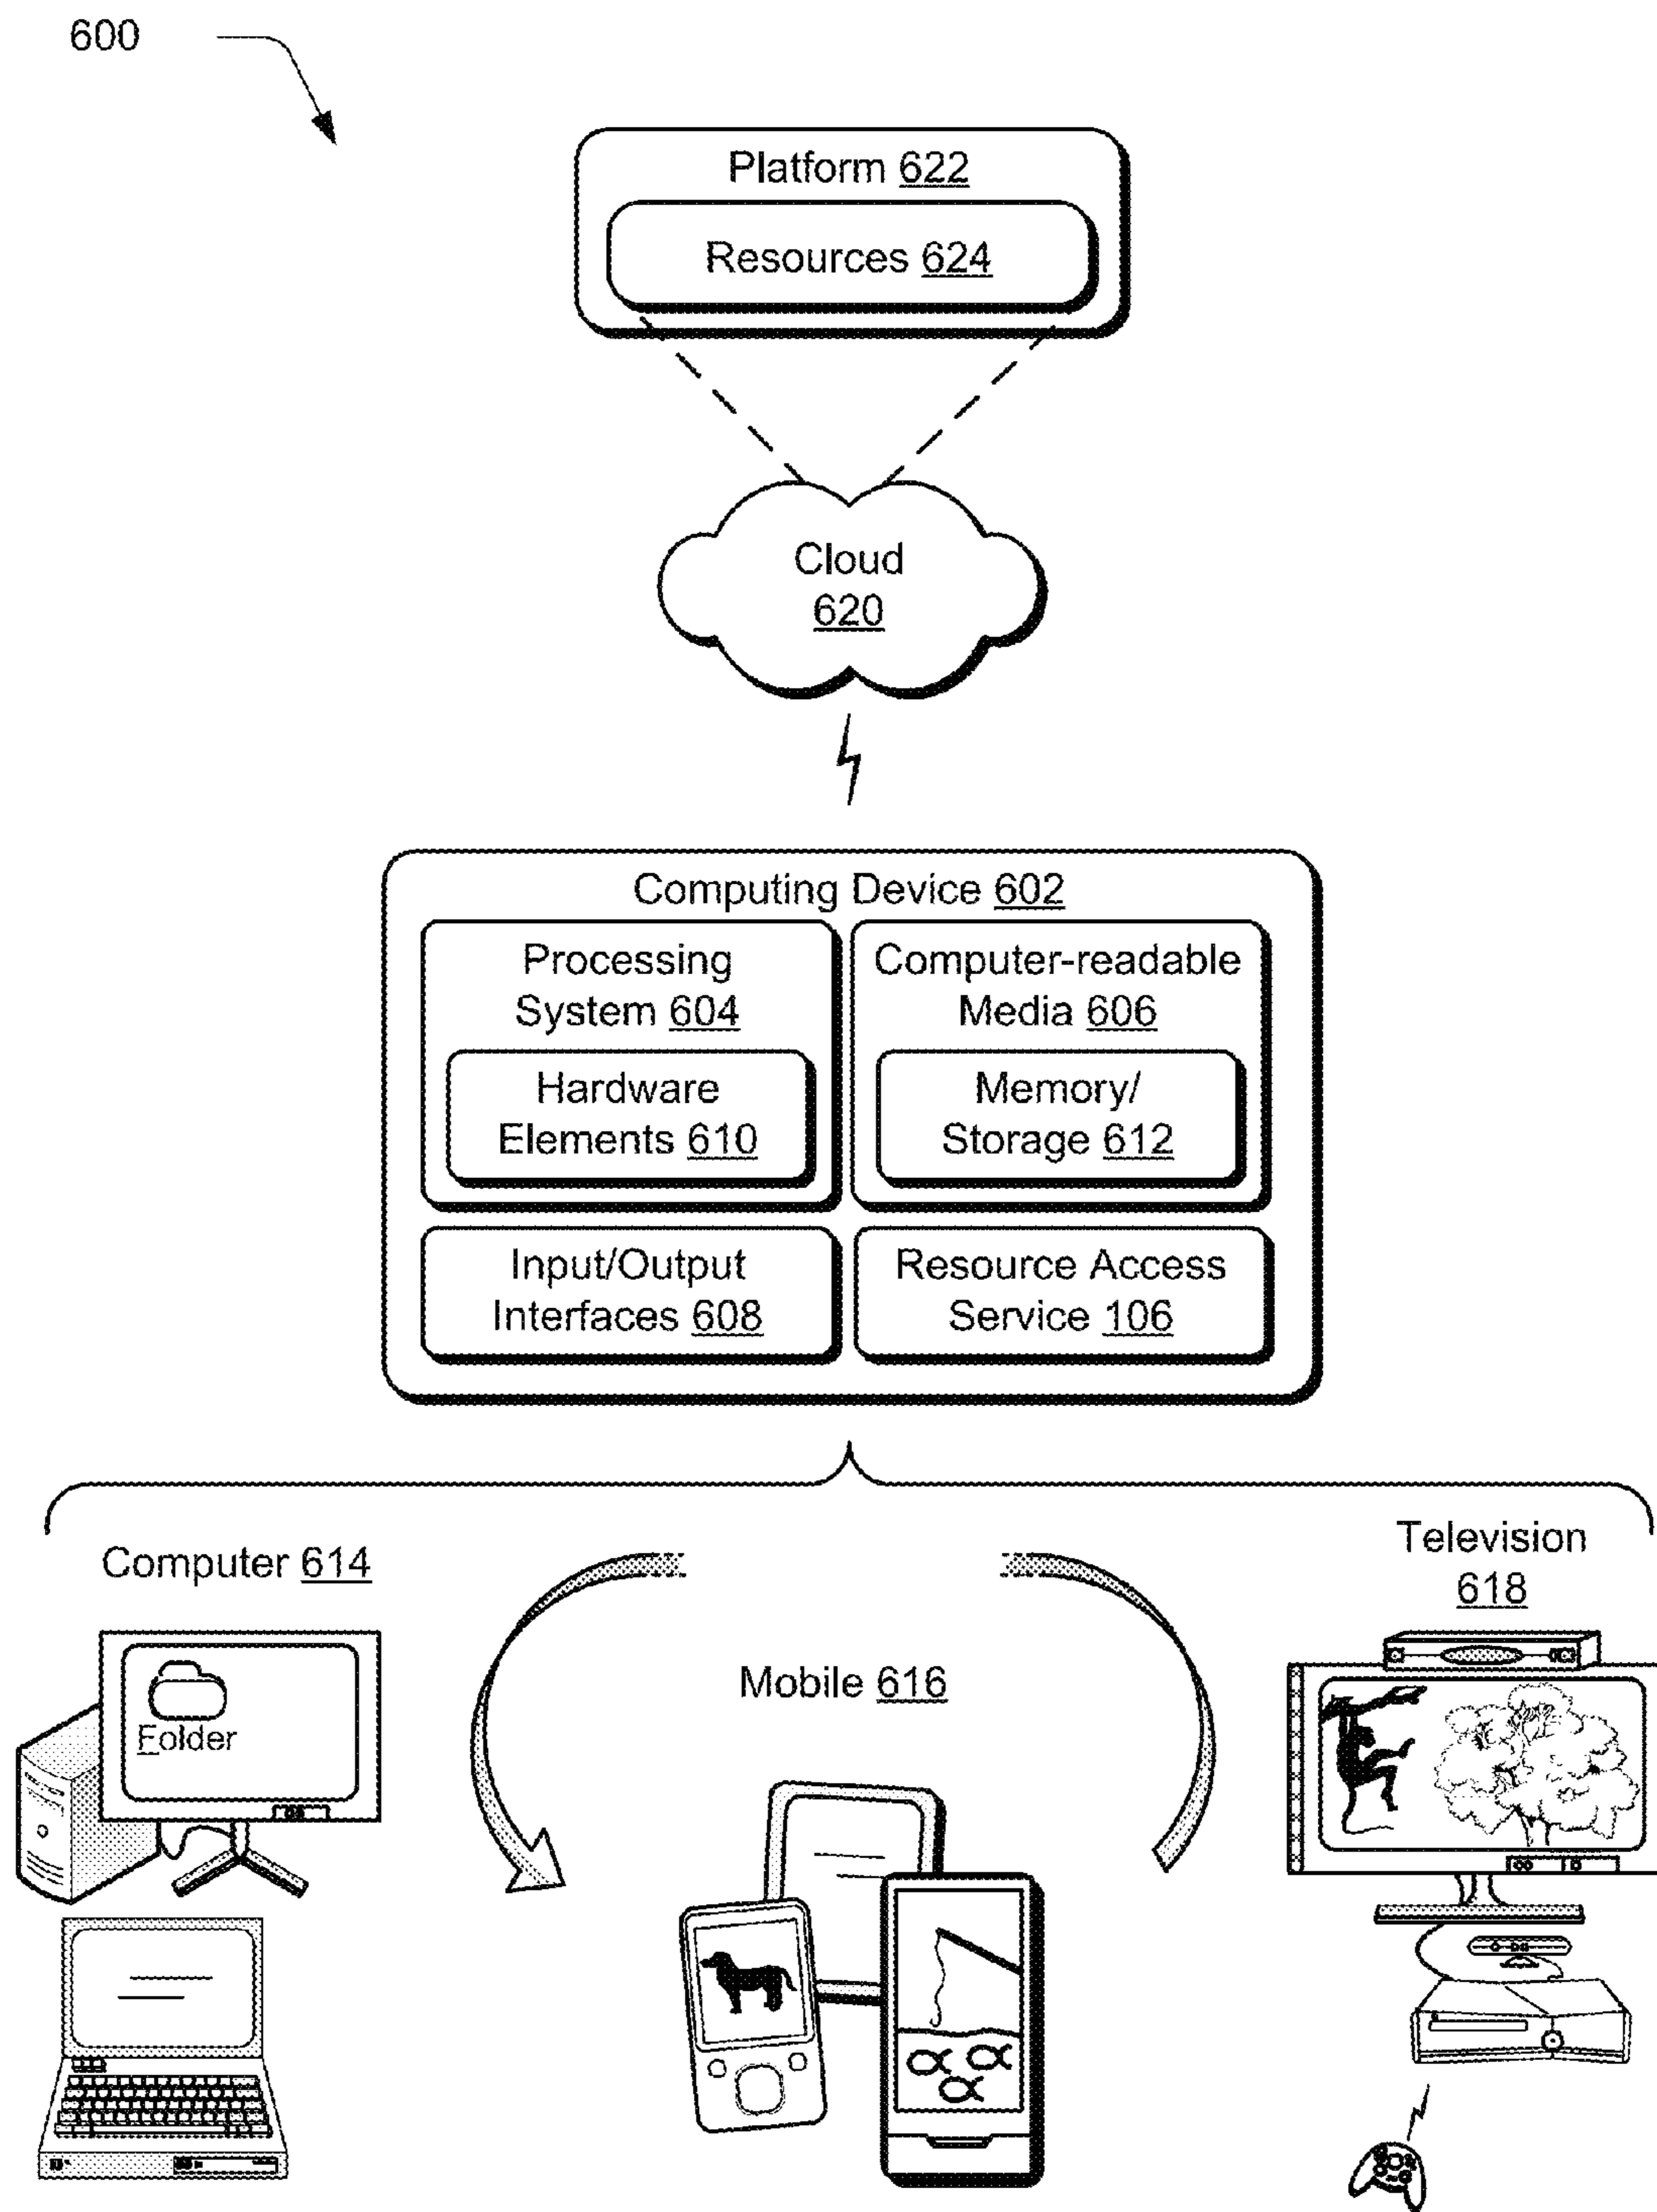 600
Platform 622
Resources 624
Cloud
620
Computing Device 602
Processing
System 604
Hardware
Elements 610
Computer-readable
Media 606
Memory/
Storage 612
Input/Output
Interfaces 608
Resource Access
Service 106
Computer 614
Folder
Mobile 616
Television
618